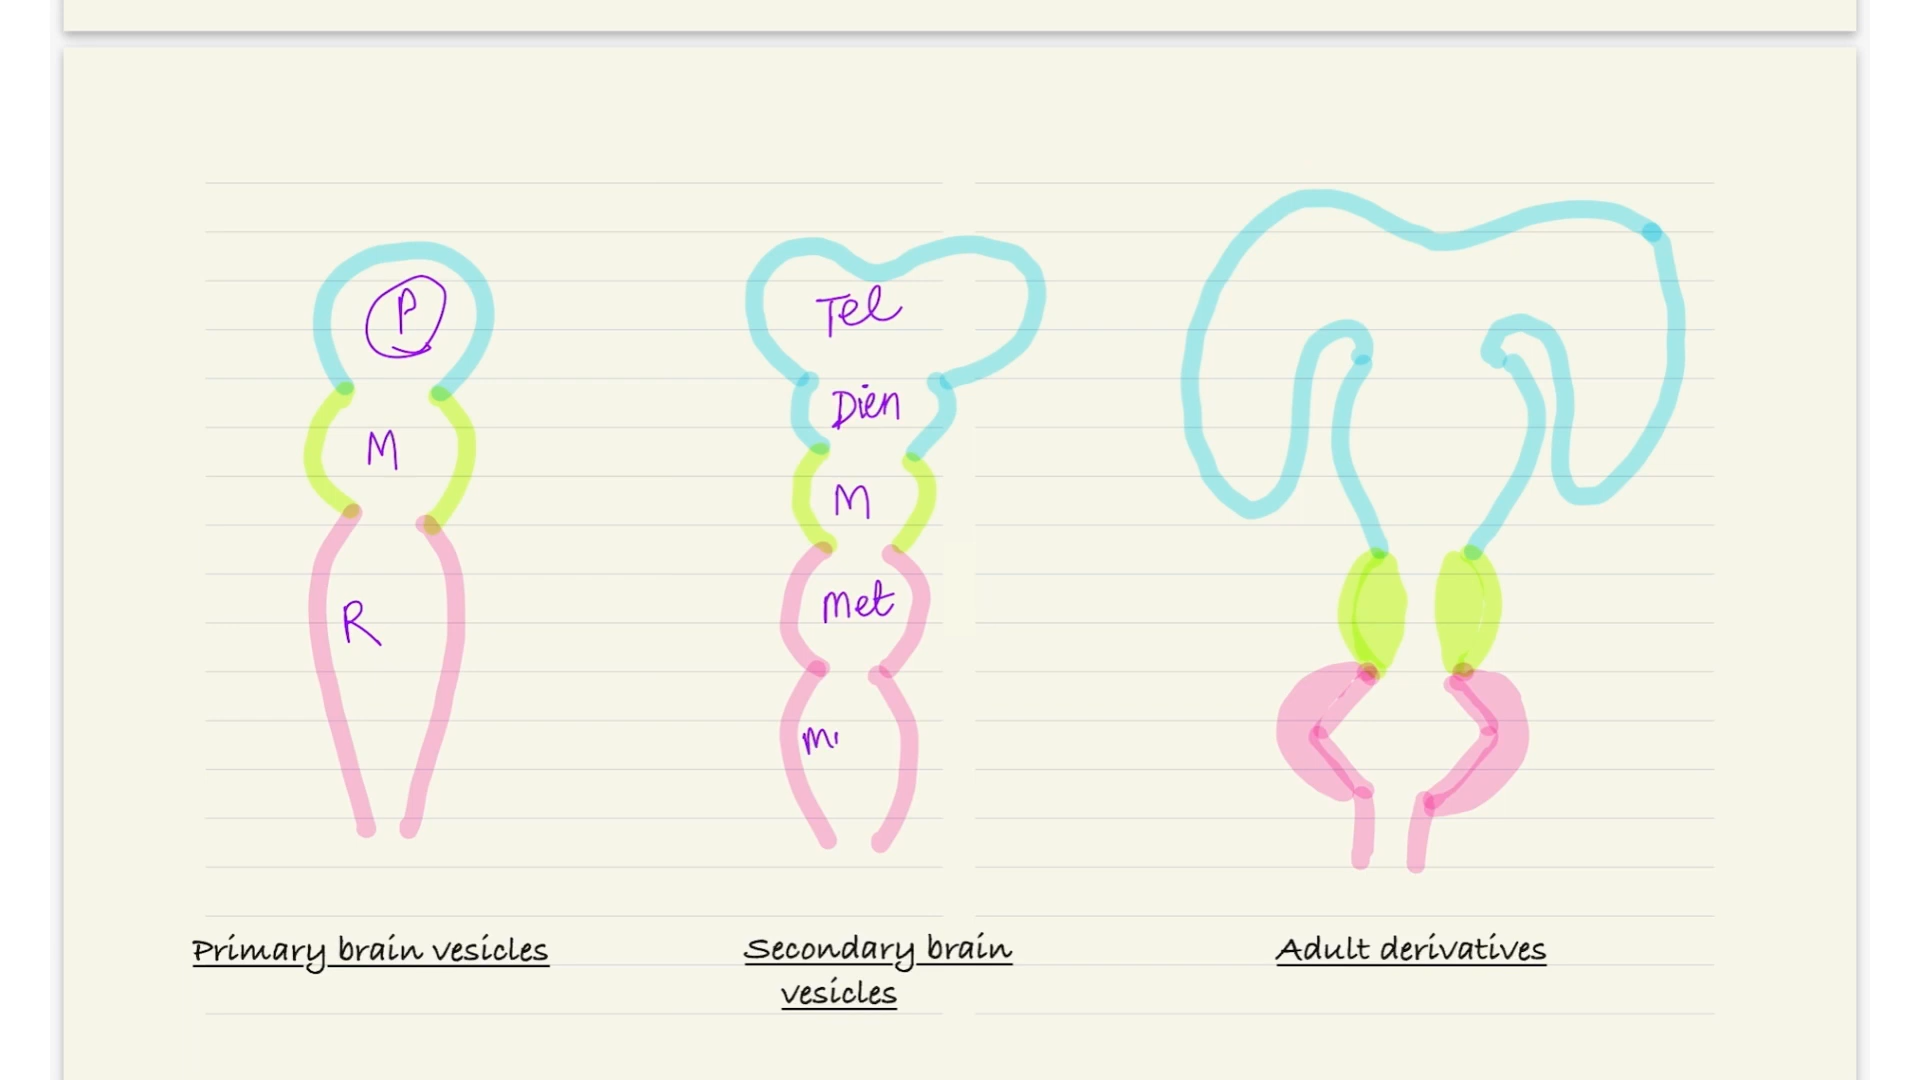 P
M
R
Tel
Dien
M
Met
Primary brain vesicles
Secondary brain
vesicles
Adult derivatives